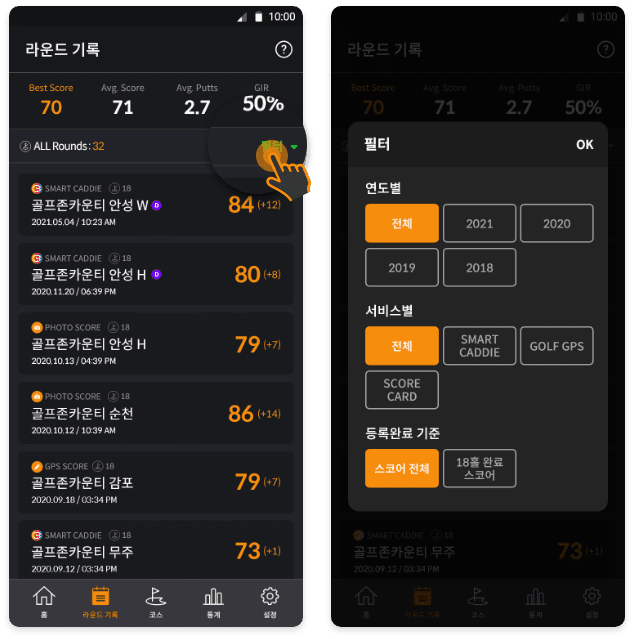 10:00
라운드 기록
?
Best Score
Avg. Score
Avg. Putts
GIR
70
71
2.7
50%
ALL Rounds: 32
필터
SMART CADDIE 18
골프존카운티 안성 W D
84 (+12)
2021.05.04 / 10:23 AM
SMART CADDIE 18
골프존카운티 안성 H D
80 (+8)
2020.11.20 / 06:39 PM
PHOTO SCORE 18
골프존카운티 안성 H
79 (+7)
2020.10.13 / 04:39 PM
PHOTO SCORE 18
골프존카운티 순천
86 (+14)
2020.10.12 / 10:39 AM
GPS SCORE 18
골프존카운티 감포
79 (+7)
2020.09.18 / 03:34 PM
SMART CADDIE 18
골프존카운티 무주
73 (+1)
2020.09.12 / 03:34 PM
홈
라운드 기록
코스
통계
설정
10:00
라운드 기록
?
Best Score
Avg. Score
Avg. Putts
GIR
70
71
2.7
50%
필터
OK
연도별
전체
2021
2020
2019
2018
서비스별
전체
SMART
CADDIE
GOLF GPS
SCORE
CARD
등록완료 기준
스코어 전체
18홀 완료
스코어
SMART CADDIE 18
골프존카운티 무주
73 (+1)
2020.09.12 / 03:34 PM
홈
라운드 기록
코스
통계
설정